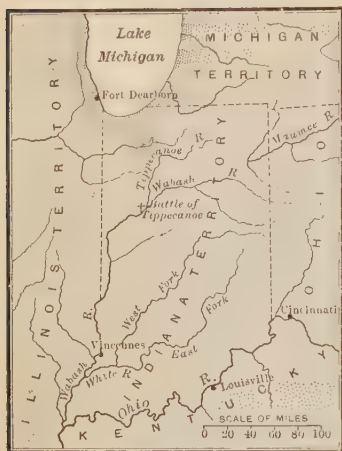 Lake
Michigan
MICHIGAN
TERRITORY
Fort Dearborn
ILLINOIS TERRITORY
Tippecanoe R
Maumee R
Wabash R
Battle of
Tippecanoe
INDIANA TERRITORY
OHIO
West Fork
East Fork
Cincinnati
Vincennes
Wabash R.
White R
Ohio R.
Louisville
KENTUCKY
SCALE OF MILES
0 20 40 60 80 100